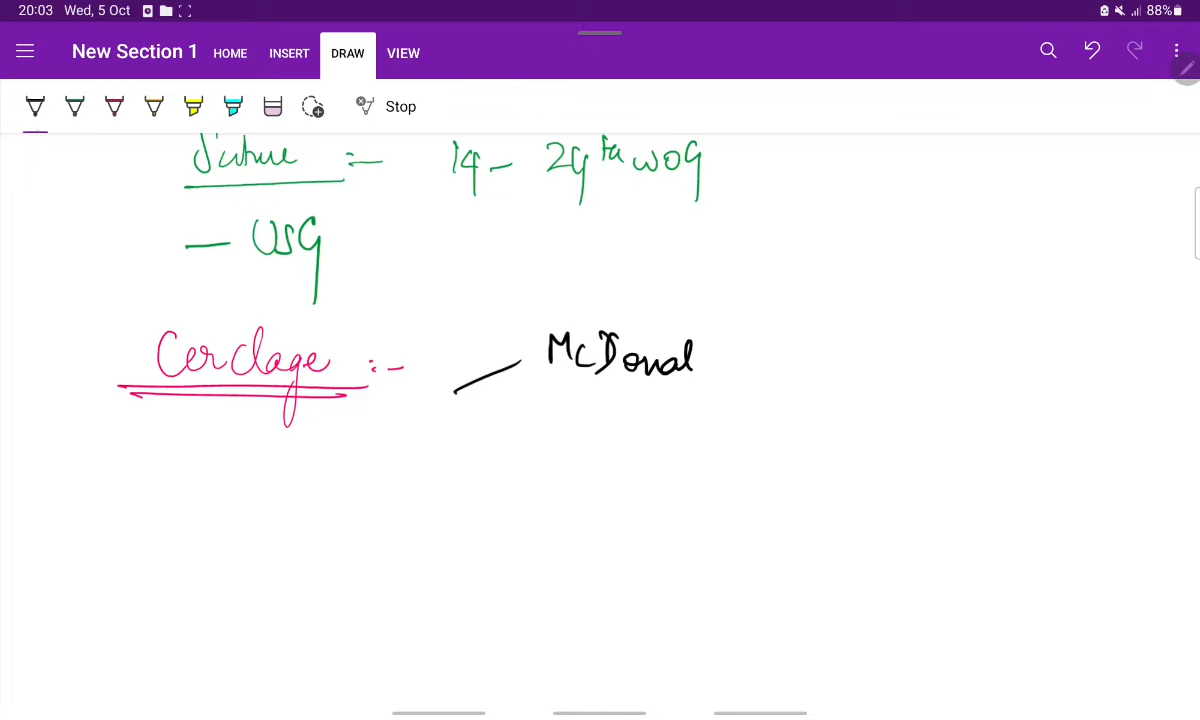 20:03 Wed, 5 Oct 88%
New Section 1 HOME INSERT DRAW VIEW
Stop
Suture :- 14 - 24th WOG
- USG
Cerclage :- McDonal